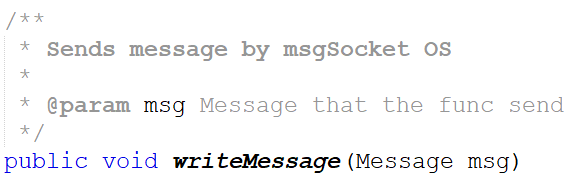 /**
 * Sends message by msgSocket OS
 *
 * @param msg Message that the func send
 */
public void writeMessage(Message msg)